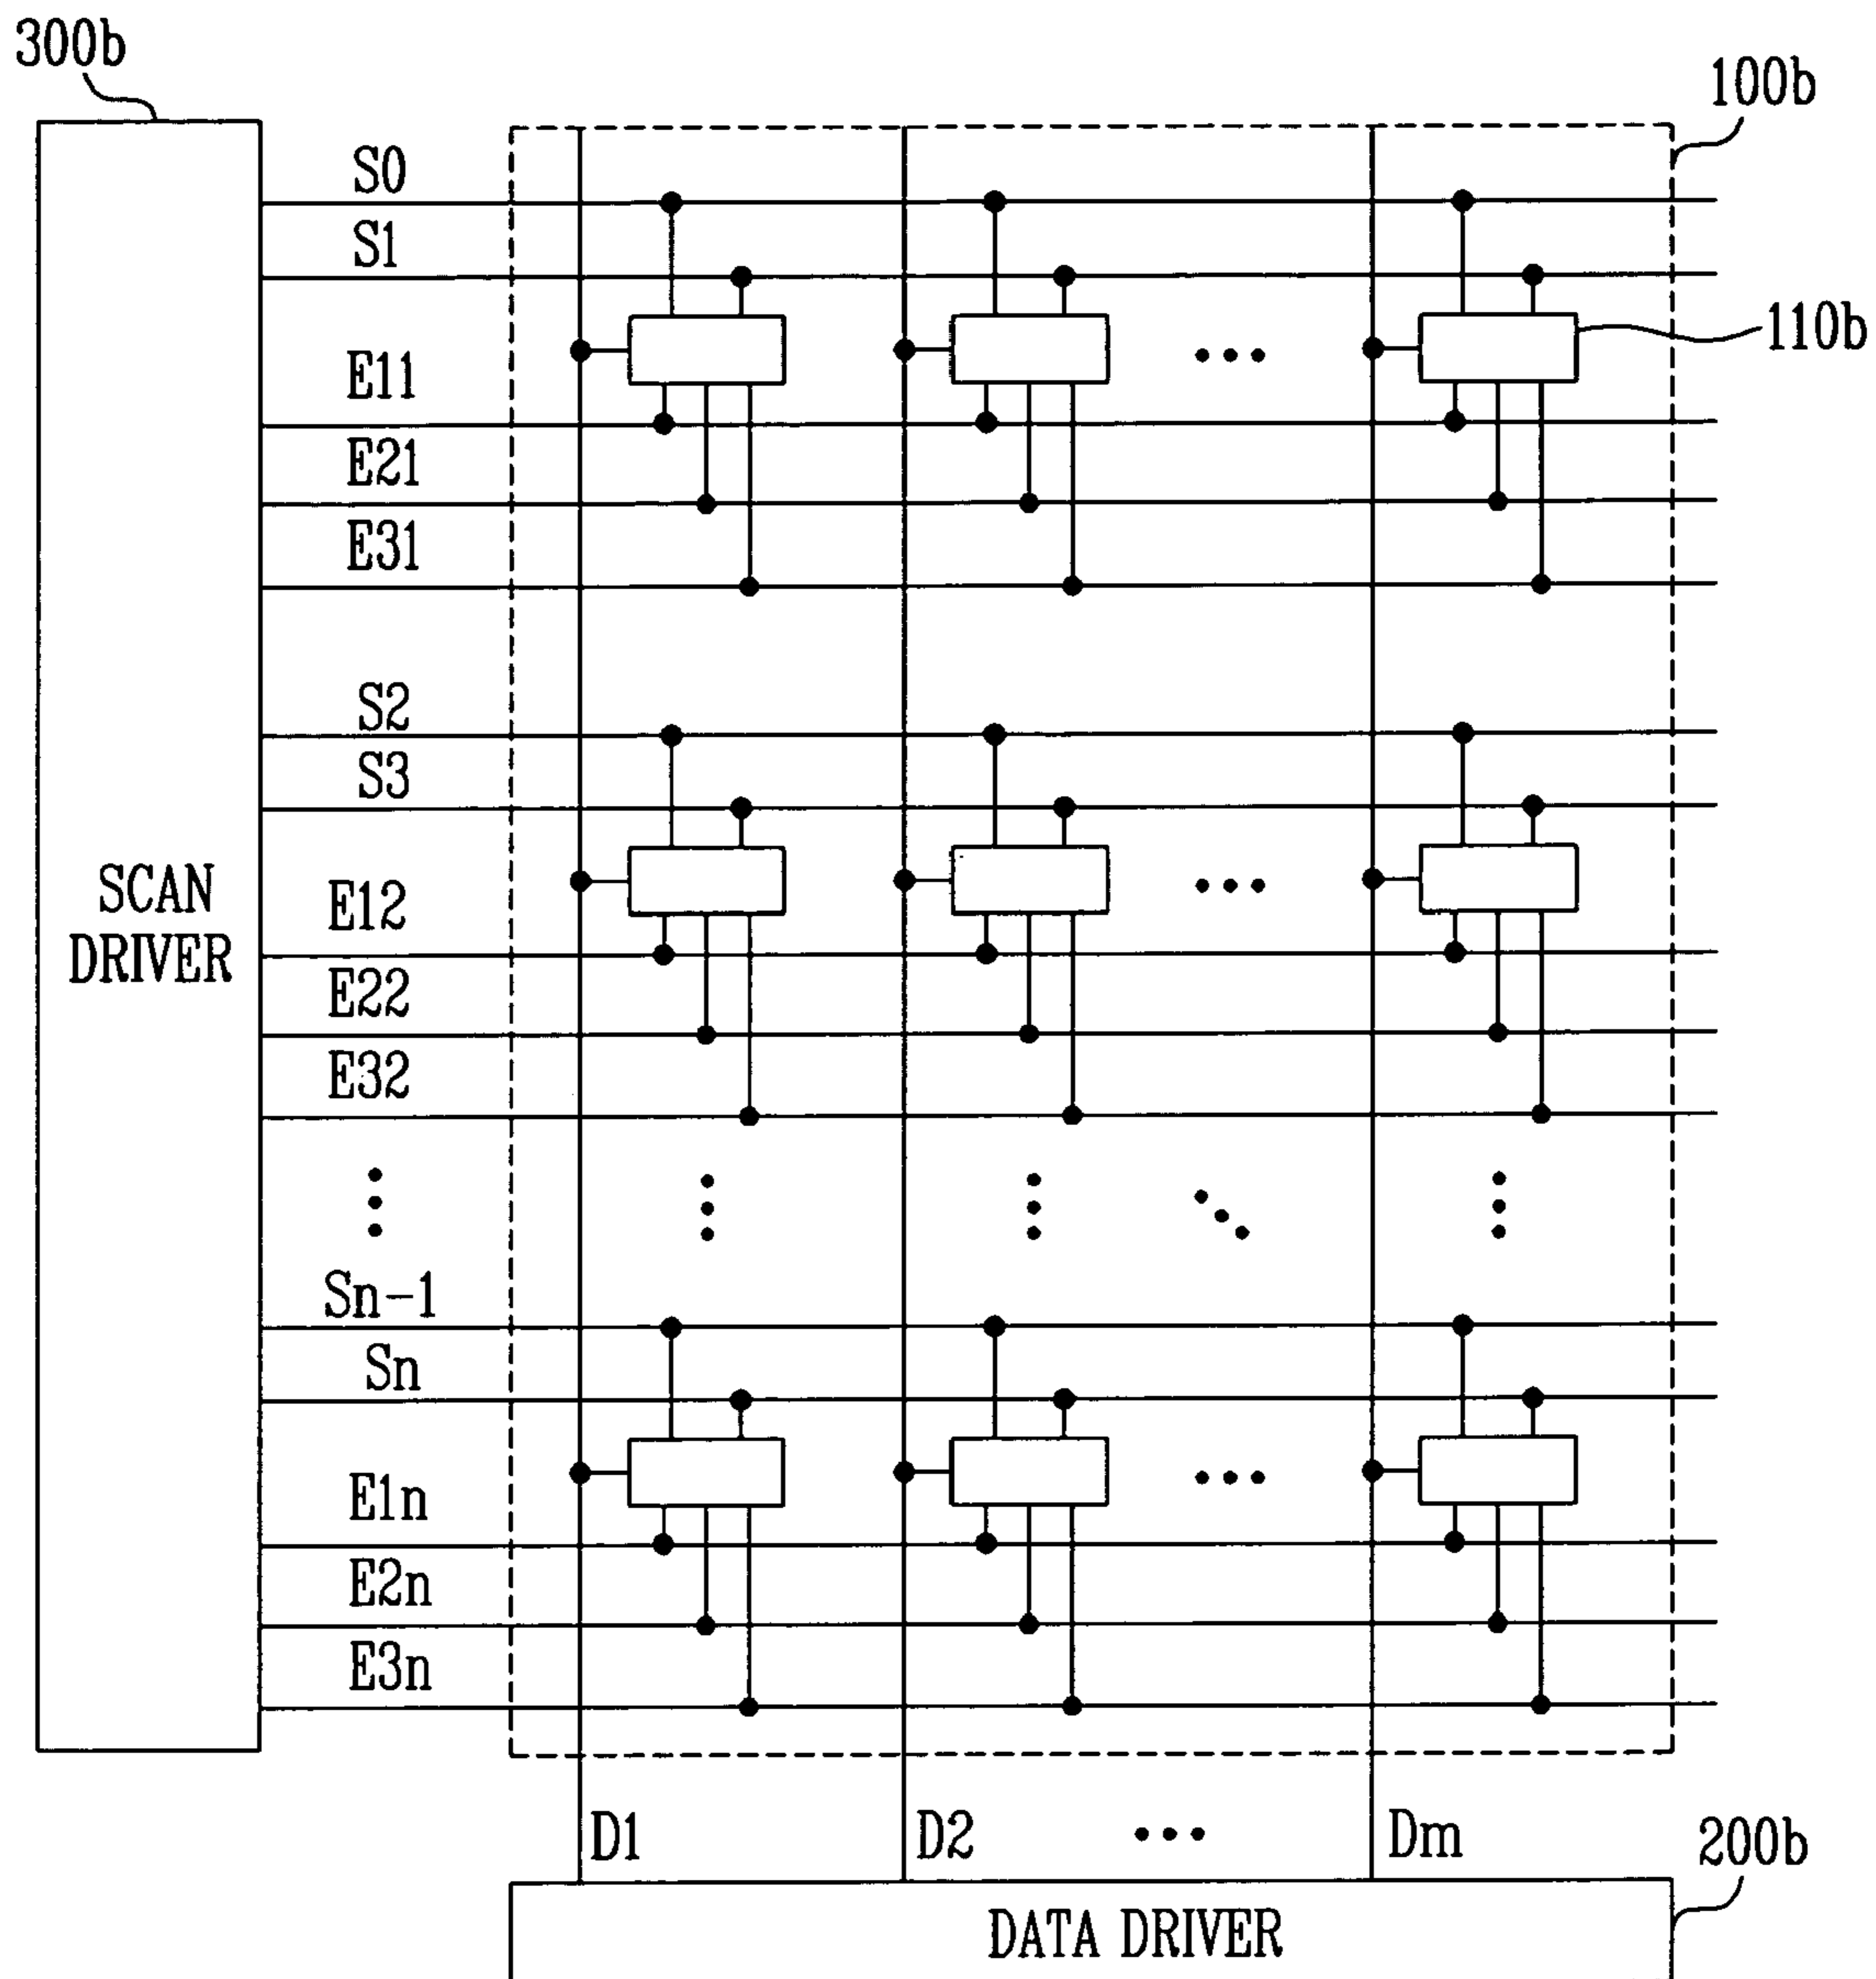 300b
100b
S0
S1
110b
E11
E21
E31
S2
S3
SCAN
DRIVER
E12
E22
E32
Sn-1
Sn
E1n
E2n
E3n
D1 D2 ... Dm
200b
DATA DRIVER